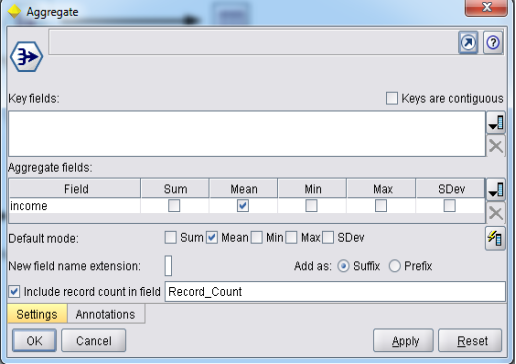 Aggregate
Key fields:
Keys are contiguous
Aggregate fields:
Field Sum Mean Min Max SDev
income
Default mode: Sum Mean Min Max SDev
New field name extension: Add as: Suffix Prefix
Include record count in field Record_Count
Settings Annotations
OK Cancel Apply Reset